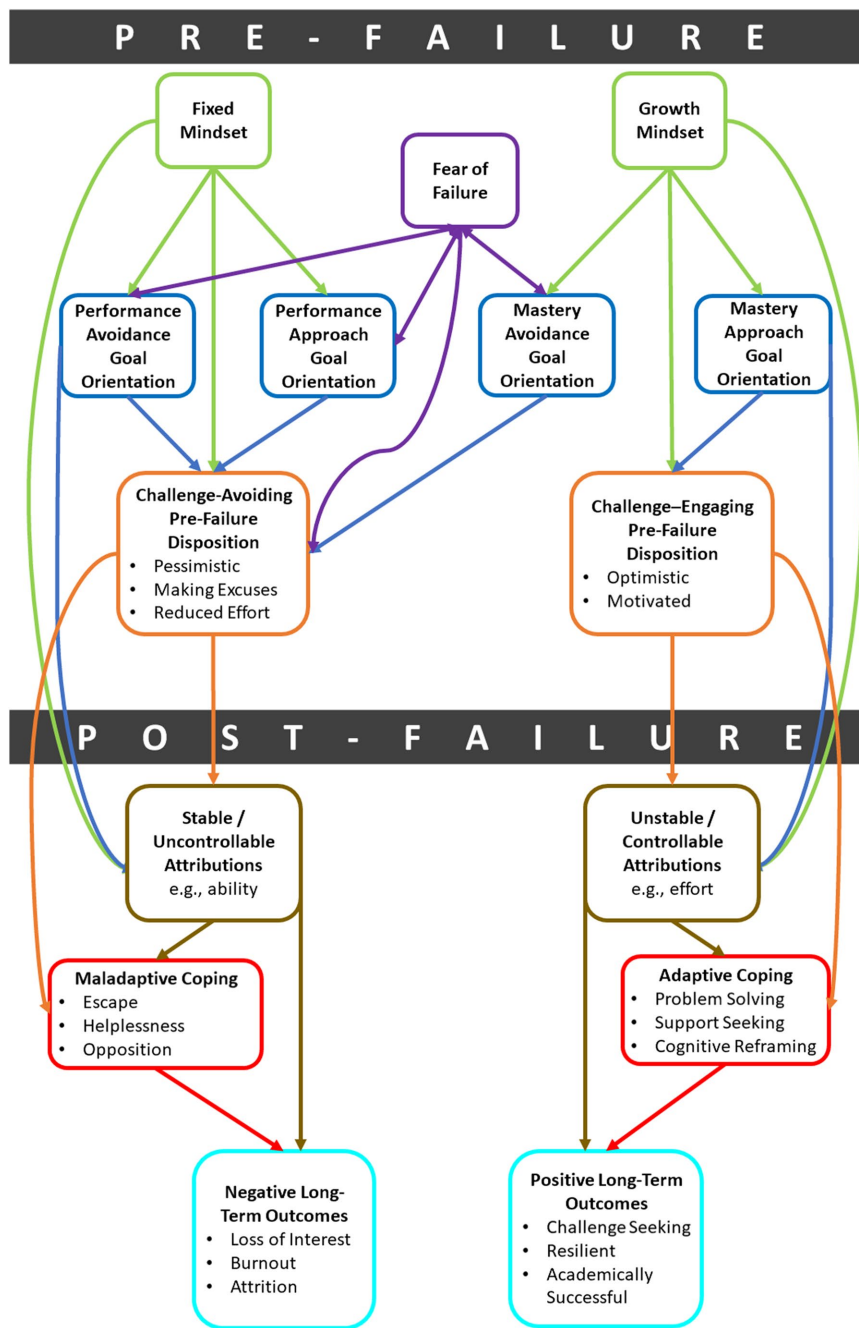 PRE-FAILURE
Fixed
Mindset
Growth
Mindset
Fear of
Failure
Performance
Avoidance
Goal
Orientation
Performance
Approach
Goal
Orientation
Mastery
Avoidance
Goal
Orientation
Mastery
Approach
Goal
Orientation
Challenge-Avoiding
Pre-Failure
Disposition
• Pessimistic
• Making Excuses
• Reduced Effort
Challenge–Engaging
Pre-Failure
Disposition
• Optimistic
• Motivated
POST-FAILURE
Stable /
Uncontrollable
Attributions
e.g., ability
Unstable /
Controllable
Attributions
e.g., effort
Maladaptive Coping
• Escape
• Helplessness
• Opposition
Adaptive Coping
• Problem Solving
• Support Seeking
• Cognitive Reframing
Negative Long-
Term Outcomes
• Loss of Interest
• Burnout
• Attrition
Positive Long-Term
Outcomes
• Challenge Seeking
• Resilient
• Academically
Successful